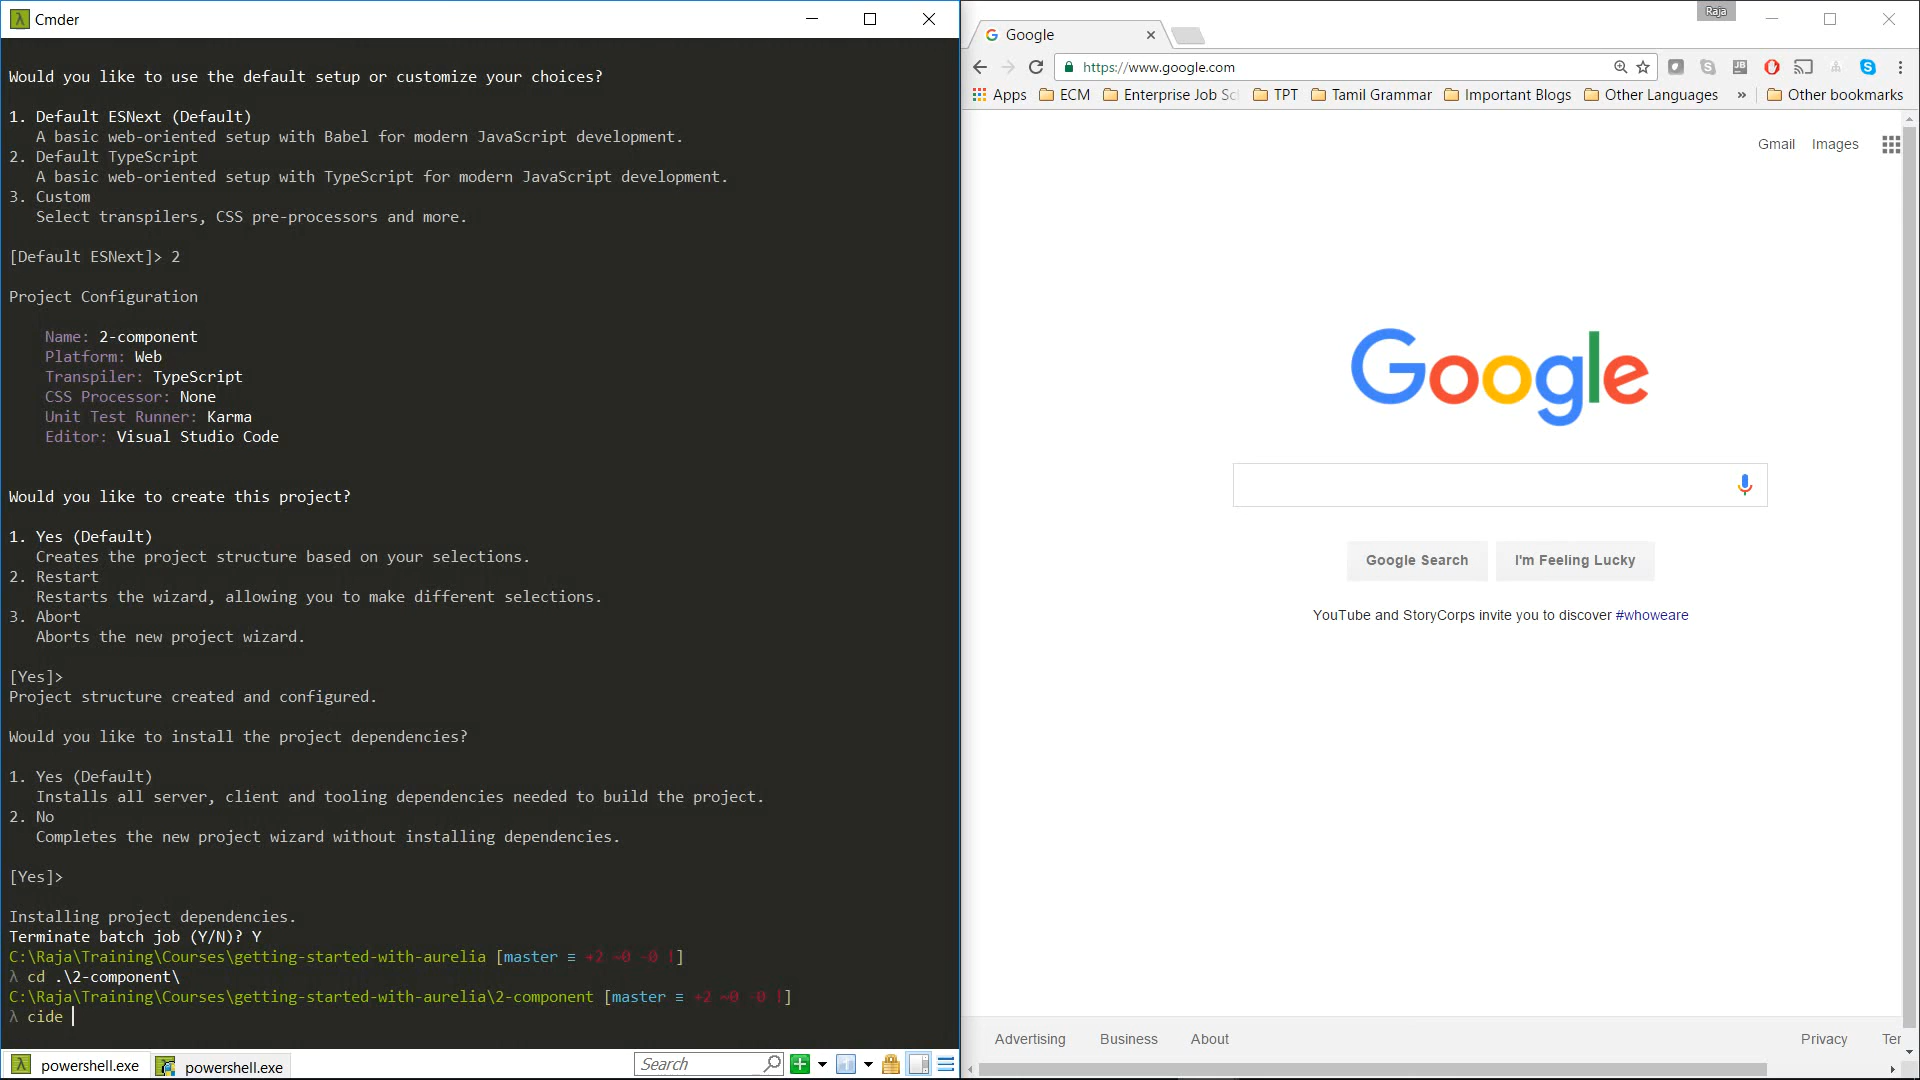 Cmder
Would you like to use the default setup or customize your choices?
1. Default ESNext (Default)
A basic web-oriented setup with Babel for modern JavaScript development.
2. Default TypeScript
A basic web-oriented setup with TypeScript for modern JavaScript development.
3. Custom
Select transpilers, CSS pre-processors and more.
[Default ESNext]> 2
Project Configuration
Name: 2-component
Platform: Web
Transpiler: TypeScript
CSS Processor: None
Unit Test Runner: Karma
Editor: Visual Studio Code
Would you like to create this project?
1. Yes (Default)
Creates the project structure based on your selections.
2. Restart
Restarts the wizard, allowing you to make different selections.
3. Abort
Aborts the new project wizard.
[Yes]>
Project structure created and configured.
Would you like to install the project dependencies?
1. Yes (Default)
Installs all server, client and tooling dependencies needed to build the project.
2. No
Completes the new project wizard without installing dependencies.
[Yes]>
Installing project dependencies.
Terminate batch job (Y/N)? Y
C:\Raja\Training\Courses\getting-started-with-aurelia [master ≡ +2 ~0 -0 !]
λ cd .\2-component\
C:\Raja\Training\Courses\getting-started-with-aurelia\2-component [master ≡ +2 ~0 -0 !]
λ cide
powershell.exe
powershell.exe
Search
Raja
Google
https://www.google.com
Apps ECM Enterprise Job TPT Tamil Grammar Important Blogs Other Languages » Other bookmarks
Gmail Images
Google
Google Search I'm Feeling Lucky
YouTube and StoryCorps invite you to discover #whoweare
Advertising Business About Privacy